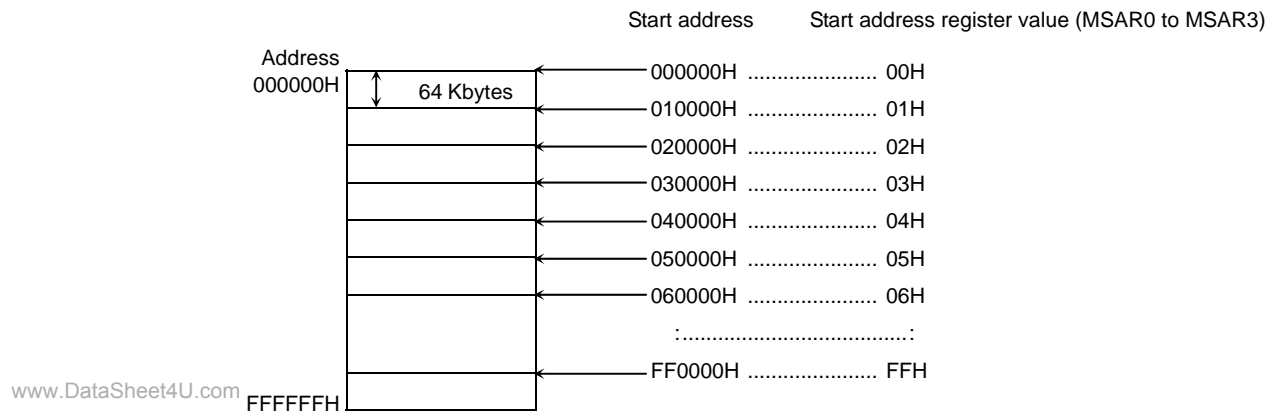 Start address Start address register value (MSAR0 to MSAR3)
Address
000000H
64 Kbytes
000000H ...................... 00H
010000H ...................... 01H
020000H ...................... 02H
030000H ...................... 03H
040000H ...................... 04H
050000H ...................... 05H
060000H ...................... 06H
:.......................................:
FF0000H ...................... FFH
www.DataSheet4U.com
FFFFFFH